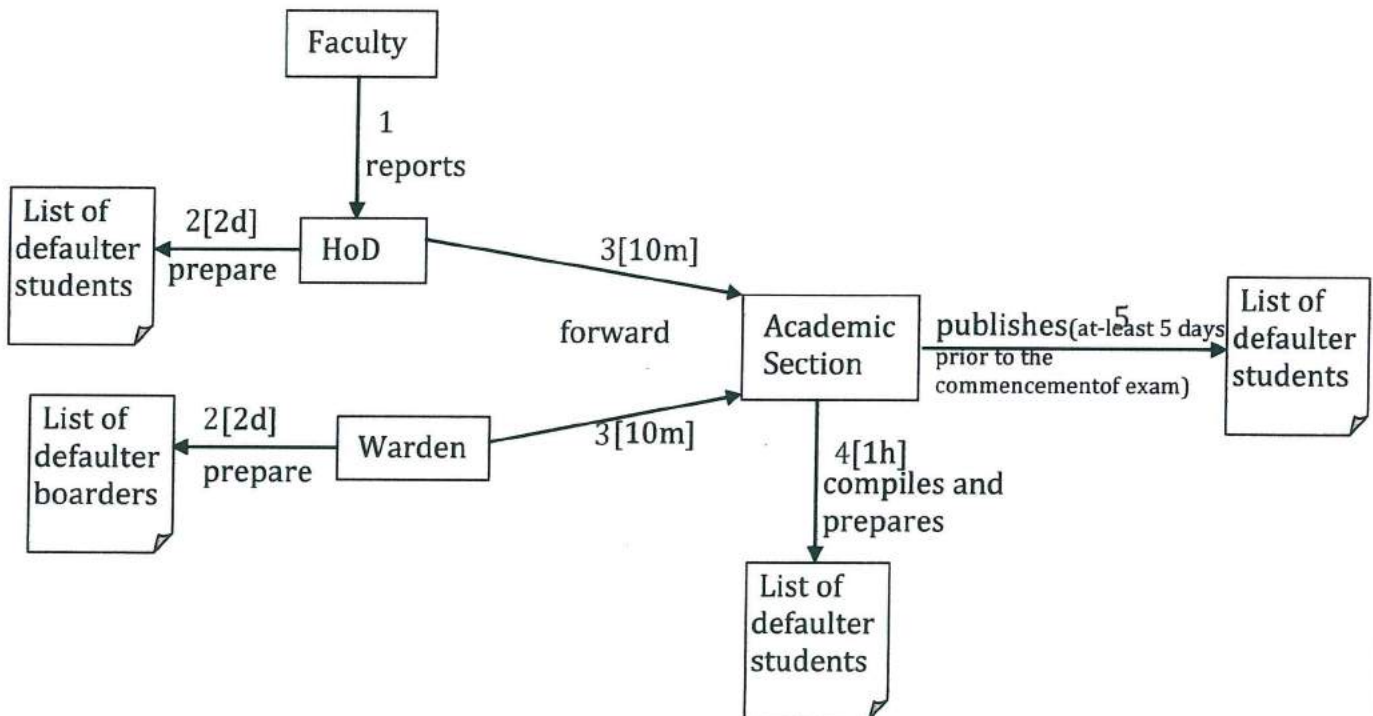 Faculty
1
reports
List of
defaulter
students
2[2d]
prepare
HoD
3[10m]
forward
Academic
Section
5
publishes(at-least 5 days
prior to the
commencementof exam)
List of
defaulter
students
List of
defaulter
boarders
2[2d]
prepare
Warden
3[10m]
4[1h]
compiles and
prepares
List of
defaulter
students